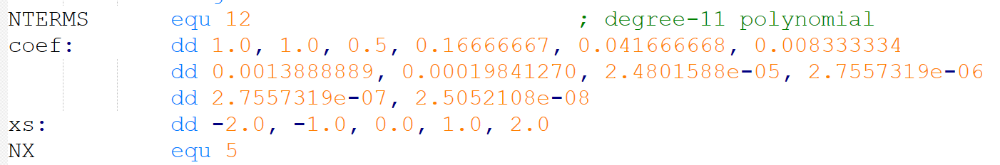 NTERMS equ 12 ; degree-11 polynomial
coef: dd 1.0, 1.0, 0.5, 0.16666667, 0.041666668, 0.008333334
dd 0.0013888889, 0.00019841270, 2.4801588e-05, 2.7557319e-06
dd 2.7557319e-07, 2.5052108e-08
xs: dd -2.0, -1.0, 0.0, 1.0, 2.0
NX equ 5